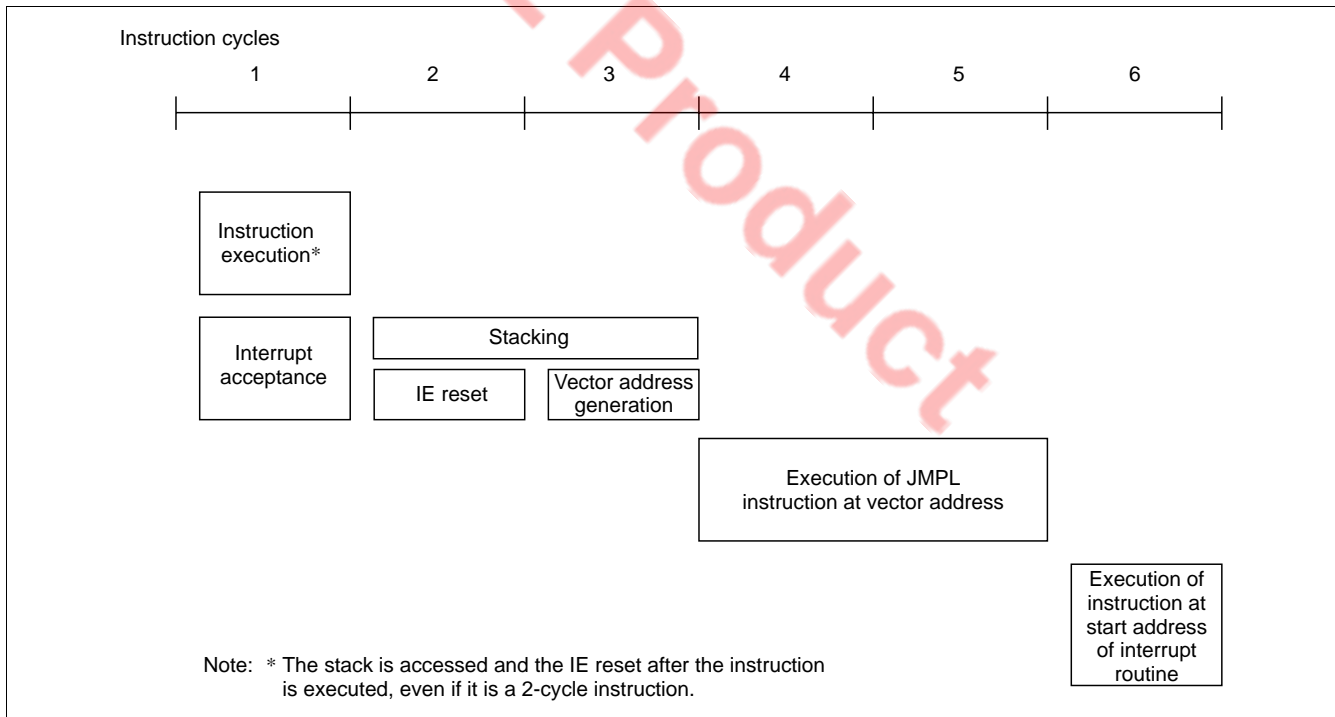 Product
Instruction cycles
1 2 3 4 5 6
Instruction
execution*
Interrupt
acceptance
Stacking
IE reset
Vector address
generation
Execution of JMPL
instruction at vector address
Execution of
instruction at
start address
of interrupt
routine
Note: * The stack is accessed and the IE reset after the instruction
is executed, even if it is a 2-cycle instruction.